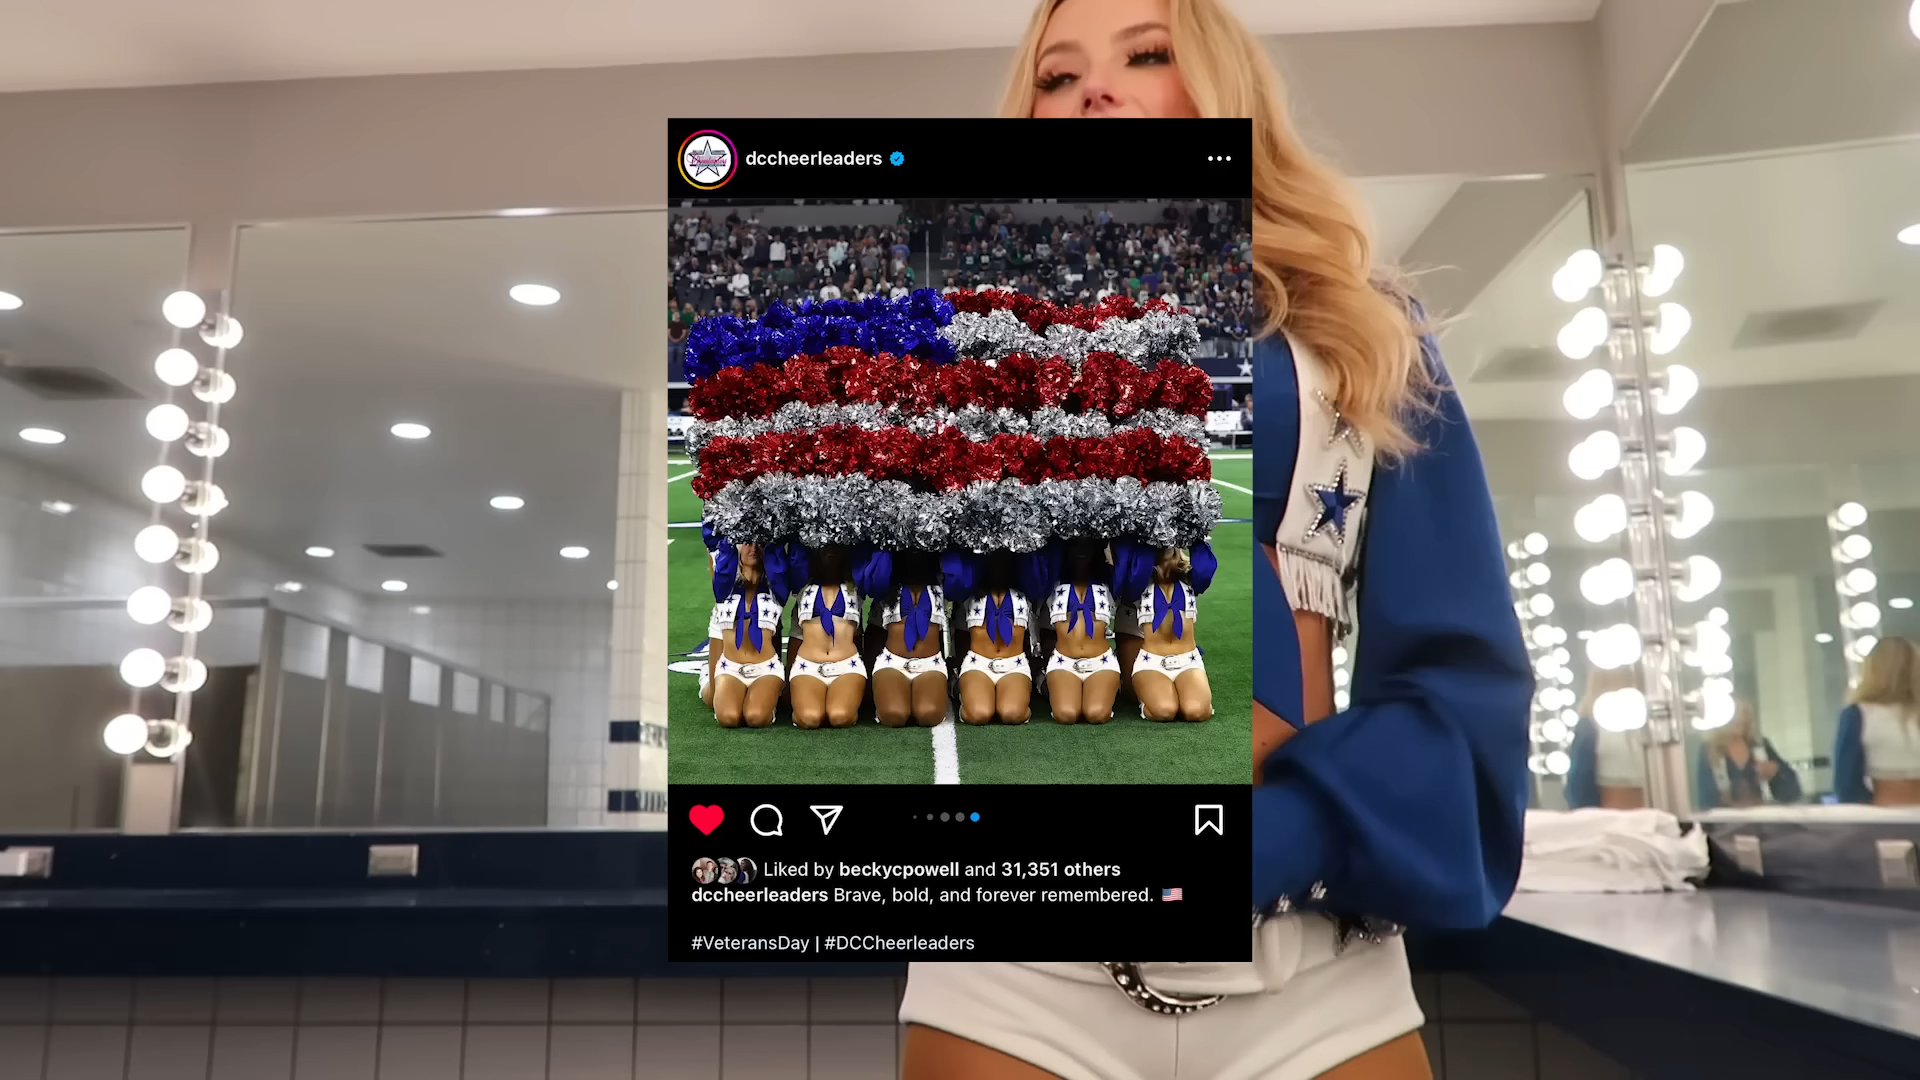 dccheerleaders
Liked by beckycpowell and 31,351 others
dccheerleaders Brave, bold, and forever remembered. 🇺🇸
#VeteransDay | #DCCheerleaders